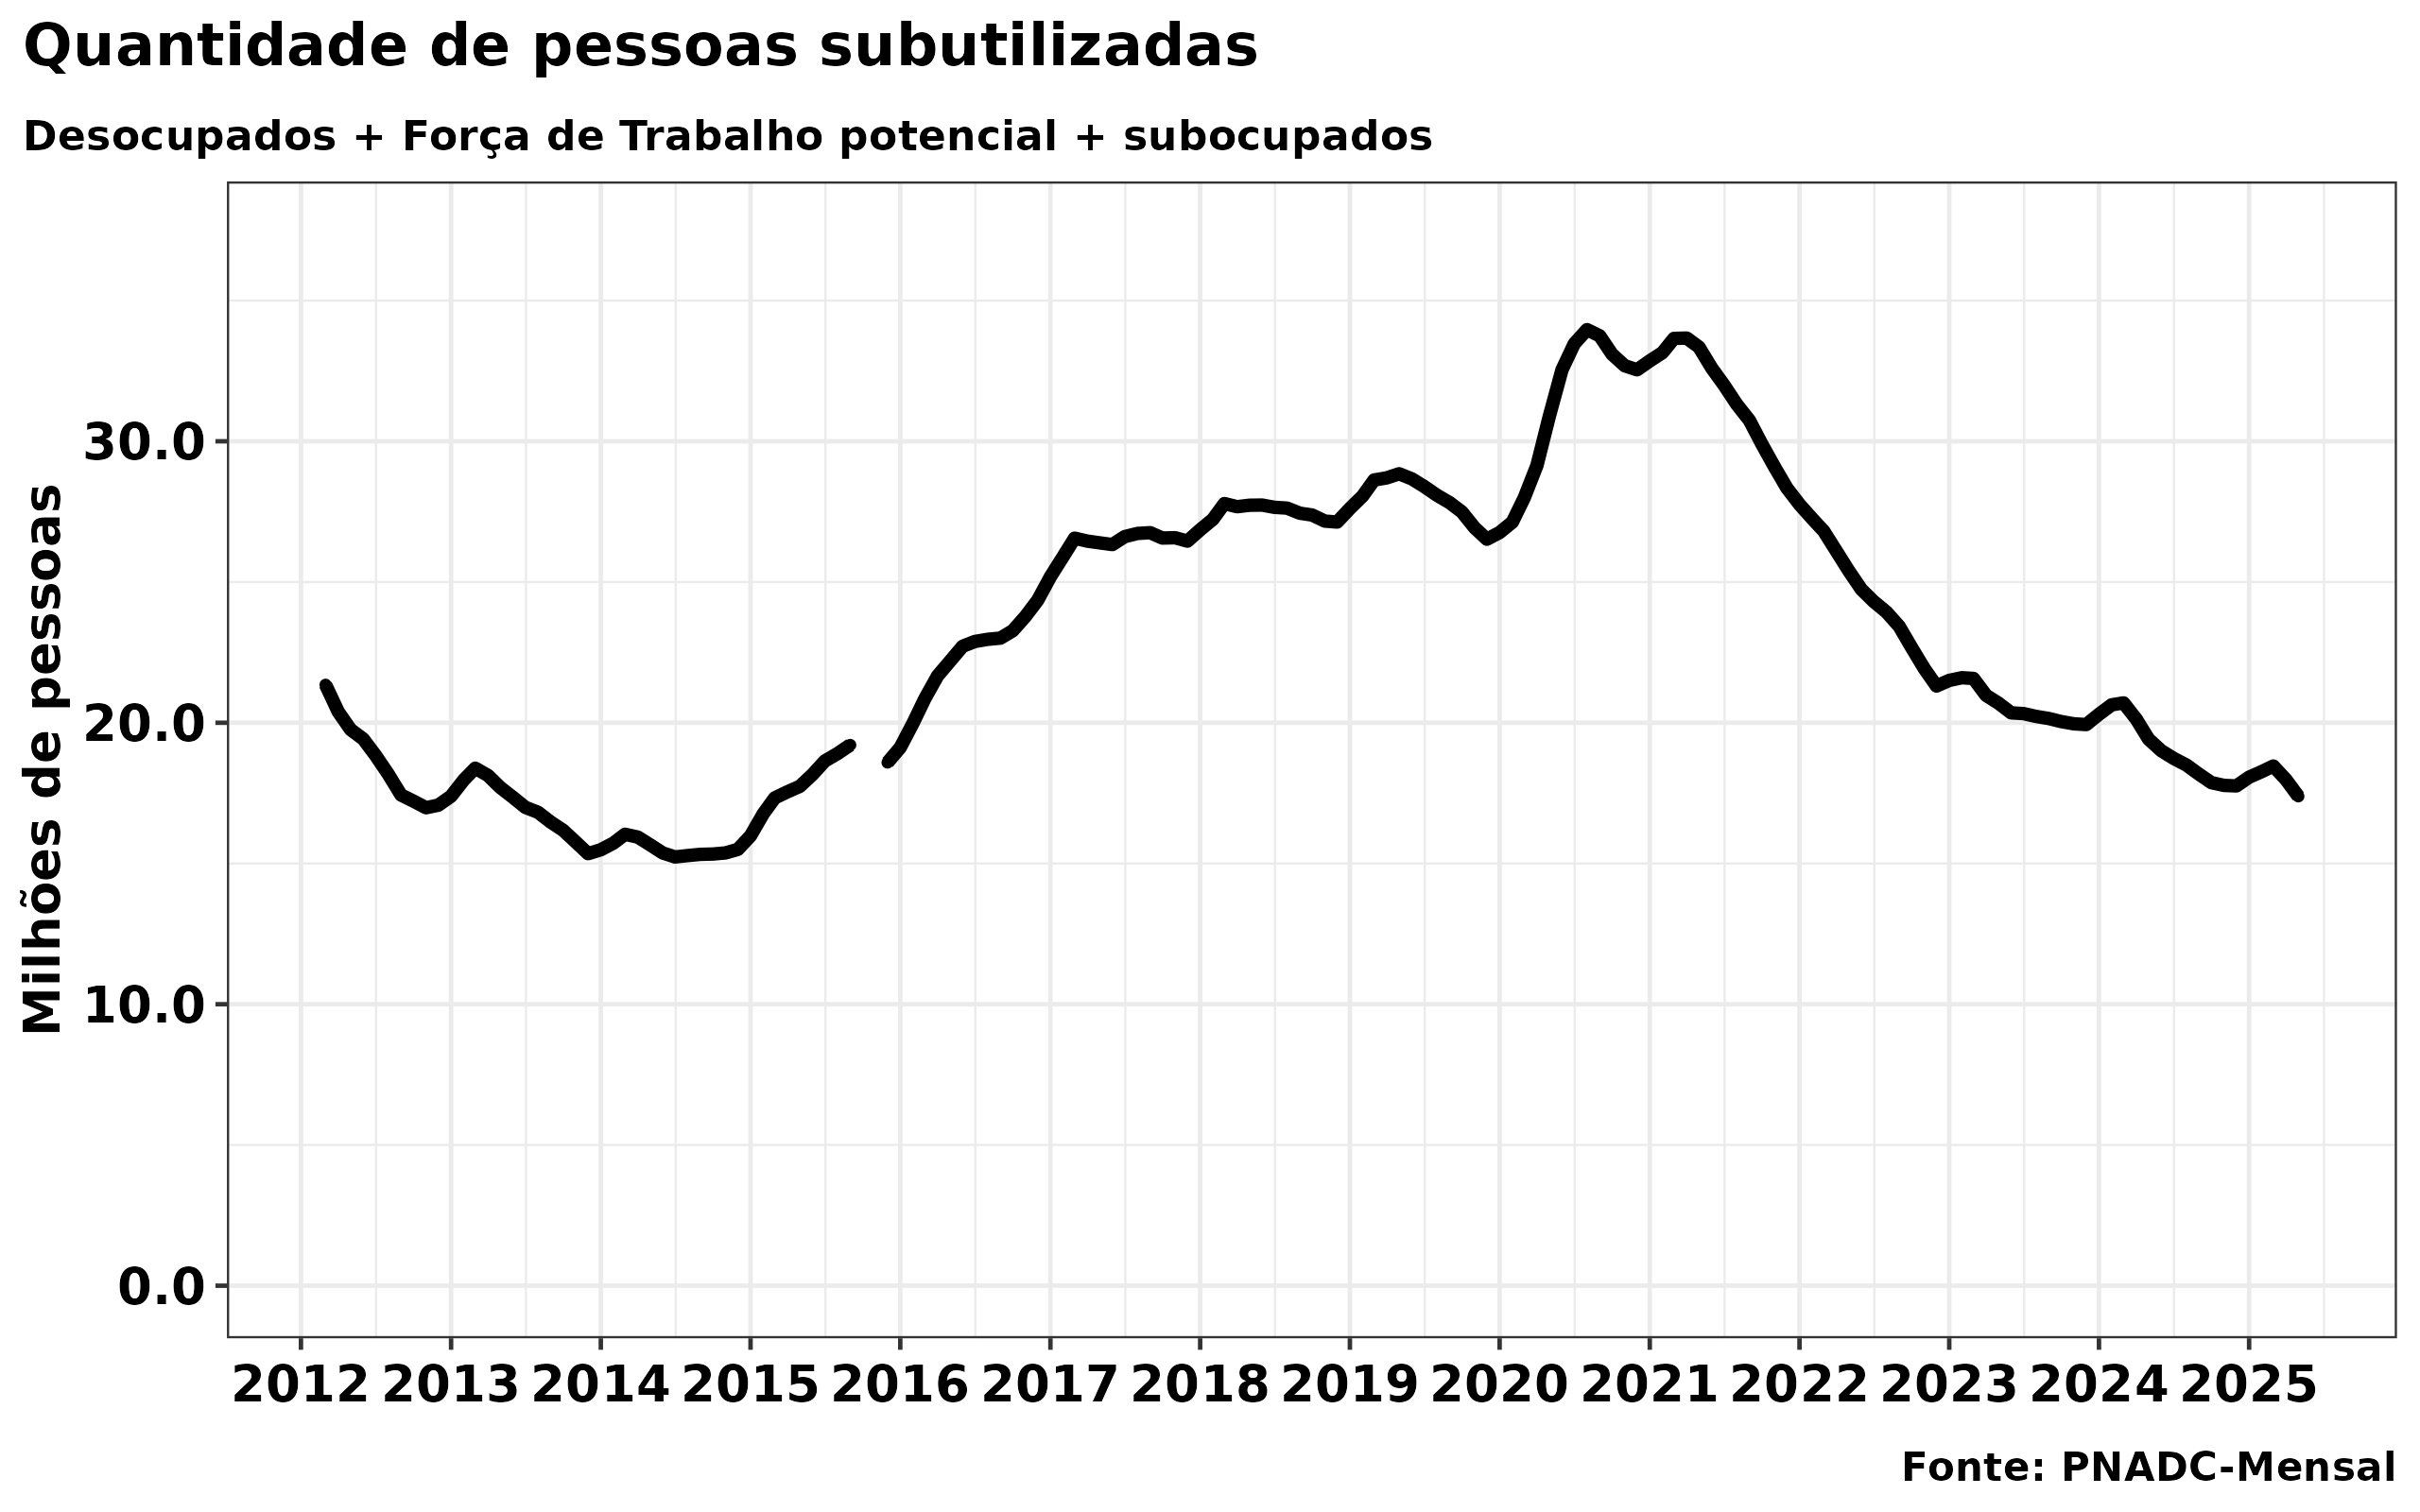 Quantidade de pessoas subutilizadas
Desocupados + Força de Trabalho potencial + subocupados
Milhões de pessoas
30.0
20.0
10.0
0.0
2012 2013 2014 2015 2016 2017 2018 2019 2020 2021 2022 2023 2024 2025
Fonte: PNADC-Mensal